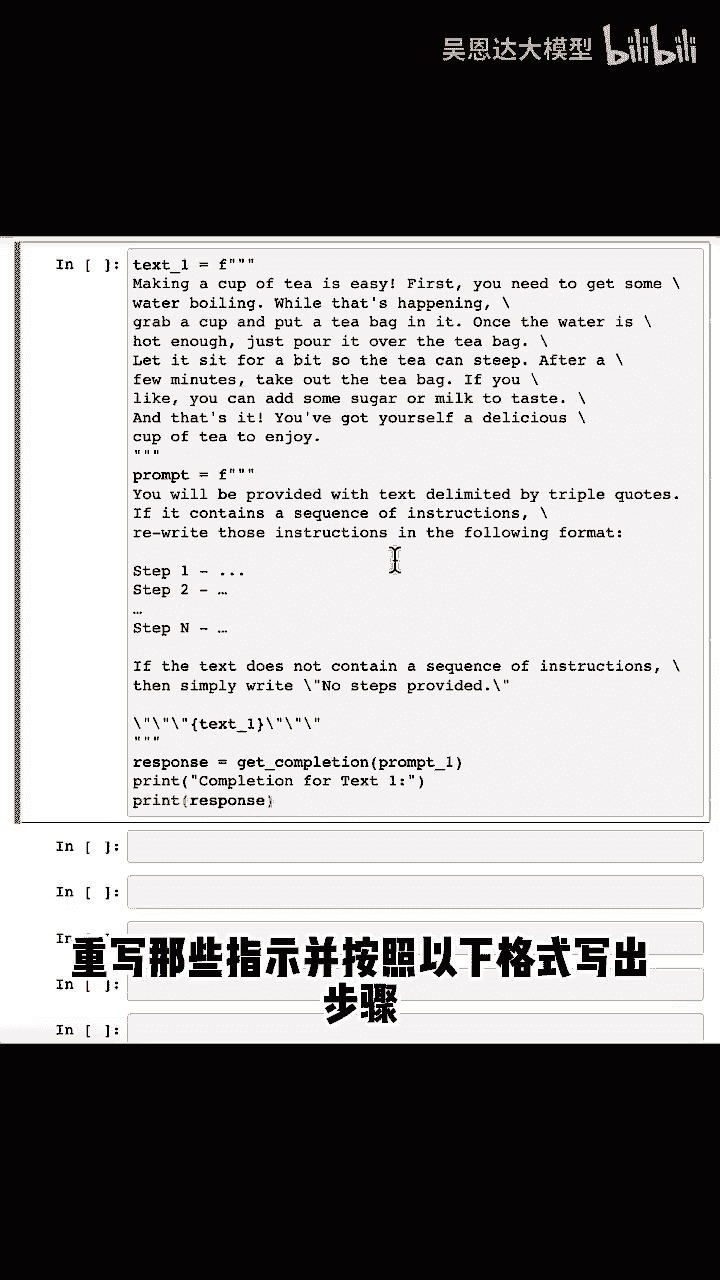 吴恩达大模型 bilibili
In [ ]: text_1 = f"""
Making a cup of tea is easy! First, you need to get some \
water boiling. While that's happening, \
grab a cup and put a tea bag in it. Once the water is \
hot enough, just pour it over the tea bag. \
Let it sit for a bit so the tea can steep. After a \
few minutes, take out the tea bag. If you \
like, you can add some sugar or milk to taste. \
And that's it! You've got yourself a delicious \
cup of tea to enjoy.
"""
prompt = f"""
You will be provided with text delimited by triple quotes.
If it contains a sequence of instructions, \
re-write those instructions in the following format:
Step 1 - ...
Step 2 - …
…
Step N - …
If the text does not contain a sequence of instructions, \
then simply write \"No steps provided.\"
\"\"\"{text_1}\"\"\"
"""
response = get_completion(prompt_1)
print("Completion for Text 1:")
print(response)
In [ ]:
In [ ]:
In [ ]:
重写那些指示并按照以下格式写出
In [ ]:
步骤
In [ ]: